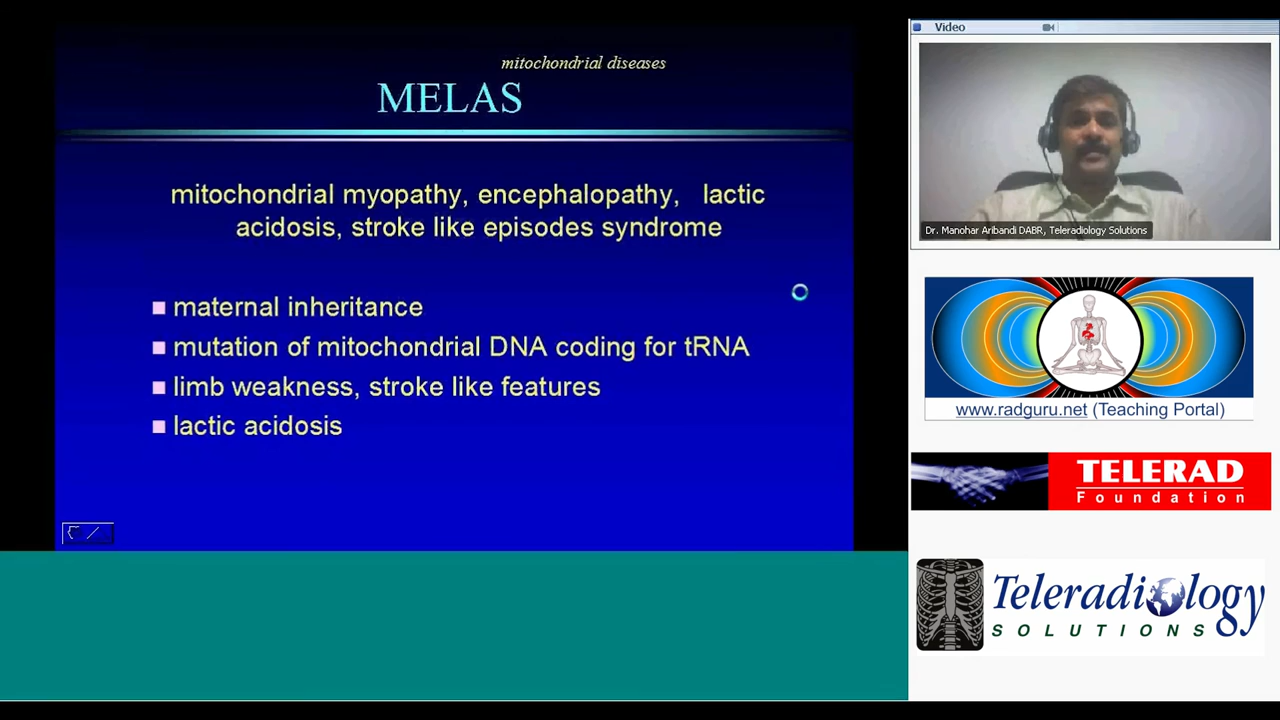 mitochondrial diseases
MELAS
mitochondrial myopathy, encephalopathy, lactic
acidosis, stroke like episodes syndrome
maternal inheritance
mutation of mitochondrial DNA coding for tRNA
limb weakness, stroke like features
lactic acidosis
Video
Dr. Manohar Aribandi DABR, Teleradiology Solutions
www.radguru.net (Teaching Portal)
TELERAD
Foundation
Teleradiology
SOLUTIONS